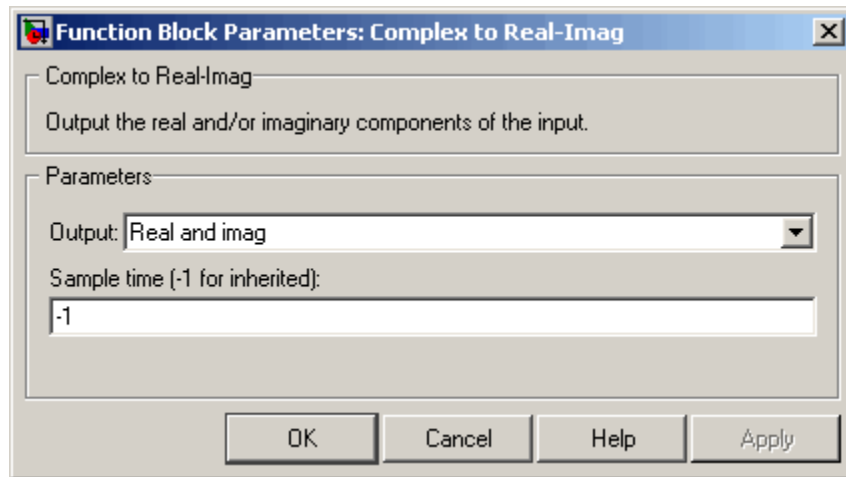 Function Block Parameters: Complex to Real-Imag
Complex to Real-Imag
Output the real and/or imaginary components of the input.
Parameters
Output: Real and imag
Sample time (-1 for inherited):
-1
OK Cancel Help Apply